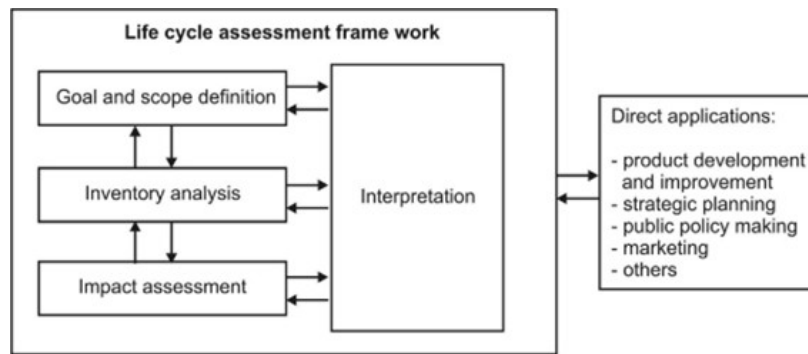 Life cycle assessment frame work
Goal and scope definition
Inventory analysis
Impact assessment
Interpretation
Direct applications:
- product development
and improvement
- strategic planning
- public policy making
- marketing
- others